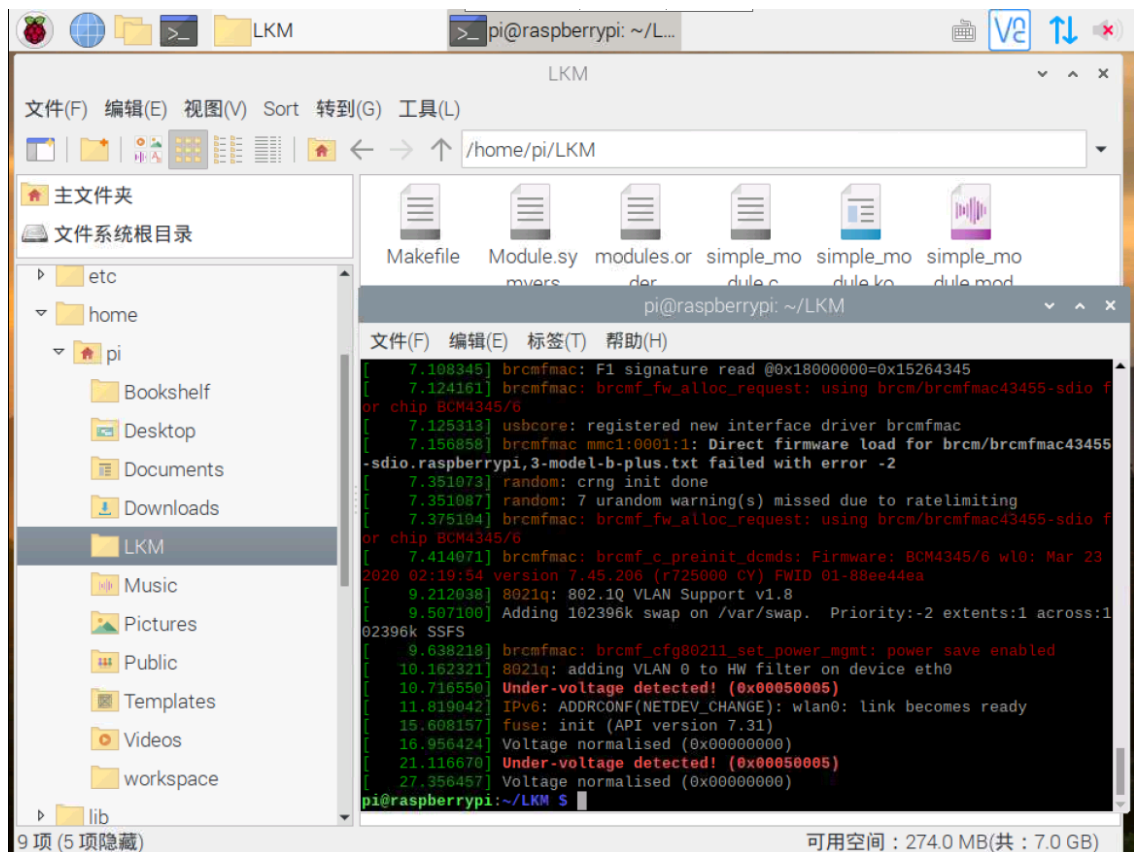 LKM
pi@raspberrypi: ~/L...
LKM
文件(F) 编辑(E) 视图(V) Sort 转到(G) 工具(L)
/home/pi/LKM
主文件夹
文件系统根目录
etc
home
pi
Bookshelf
Desktop
Documents
Downloads
LKM
Music
Pictures
Public
Templates
Videos
workspace
lib
Makefile Module.sy modules.or simple_mo simple_mo simple_mo
mvers der dule.c dule.ko dule.mod
pi@raspberrypi: ~/LKM
文件(F) 编辑(E) 标签(T) 帮助(H)
[    7.108345] brcmfmac: F1 signature read @0x18000000=0x15264345
[    7.124161] brcmfmac: brcmf_fw_alloc_request: using brcm/brcmfmac43455-sdio f
or chip BCM4345/6
[    7.125313] usbcore: registered new interface driver brcmfmac
[    7.156858] brcmfmac mmc1:0001:1: Direct firmware load for brcm/brcmfmac43455
-sdio.raspberrypi,3-model-b-plus.txt failed with error -2
[    7.351073] random: crng init done
[    7.351087] random: 7 urandom warning(s) missed due to ratelimiting
[    7.375104] brcmfmac: brcmf_fw_alloc_request: using brcm/brcmfmac43455-sdio f
or chip BCM4345/6
[    7.414071] brcmfmac: brcmf_c_preinit_dcmds: Firmware: BCM4345/6 wl0: Mar 23
2020 02:19:54 version 7.45.206 (r725000 CY) FWID 01-88ee44ea
[    9.212038] 8021q: 802.1Q VLAN Support v1.8
[    9.507100] Adding 102396k swap on /var/swap.  Priority:-2 extents:1 across:1
02396k SSFS
[    9.638218] brcmfmac: brcmf_cfg80211_set_power_mgmt: power save enabled
[   10.162321] 8021q: adding VLAN 0 to HW filter on device eth0
[   10.716550] Under-voltage detected! (0x00050005)
[   11.819042] IPv6: ADDRCONF(NETDEV_CHANGE): wlan0: link becomes ready
[   15.608157] fuse: init (API version 7.31)
[   16.956424] Voltage normalised (0x00000000)
[   21.116670] Under-voltage detected! (0x00050005)
[   27.356457] Voltage normalised (0x00000000)
pi@raspberrypi:~/LKM $
9 项 (5 项隐藏) 可用空间：274.0 MB(共：7.0 GB)